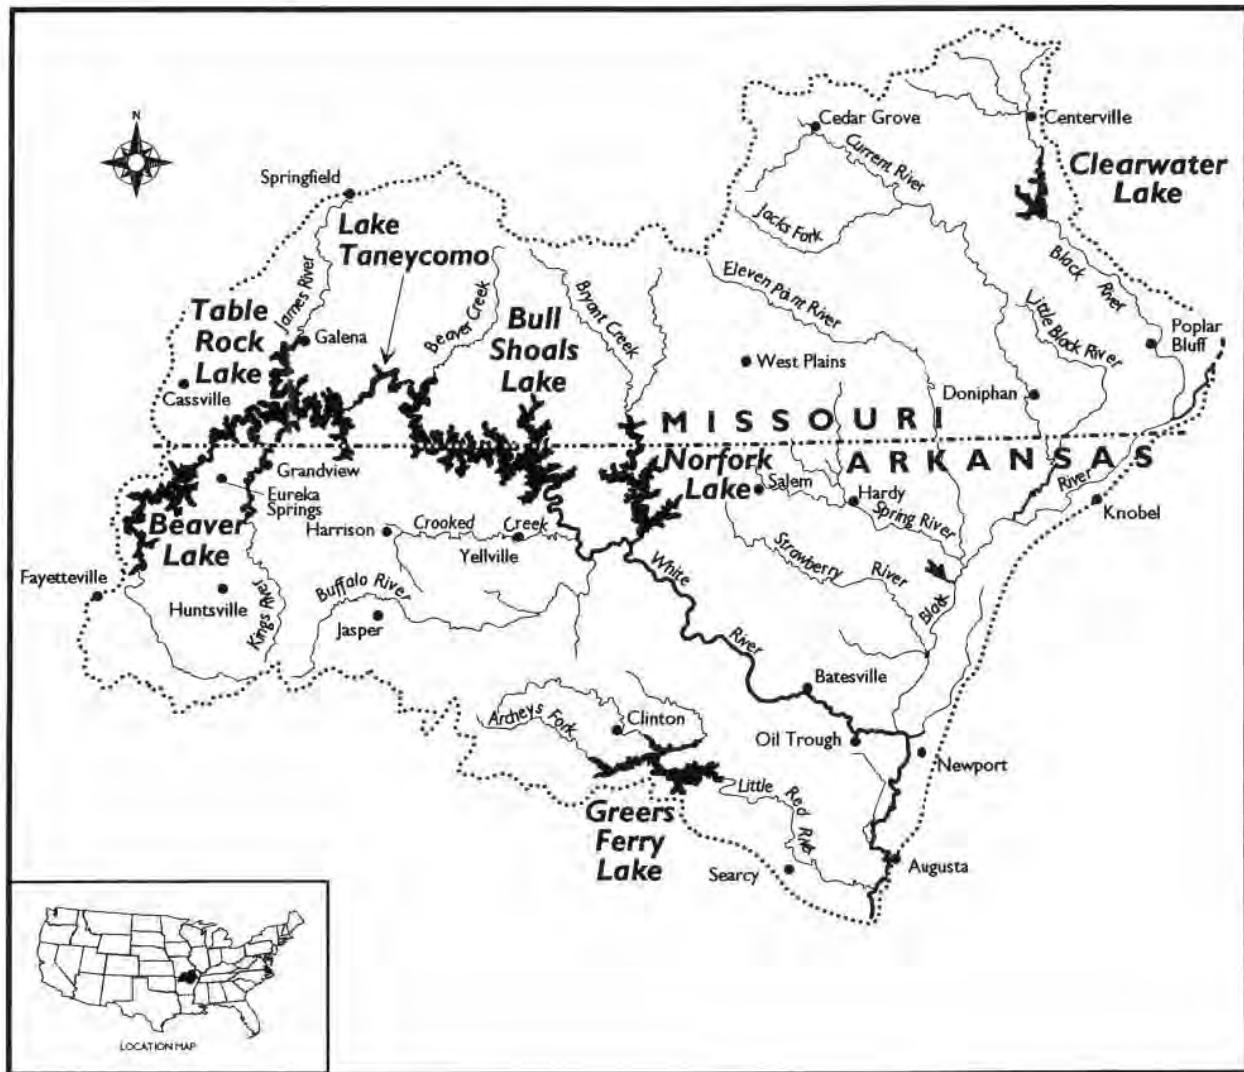 N
Cedar Grove
Centerville
Clearwater
Lake
Current River
Jacks Fork
Springfield
Lake
Taneycomo
Black
River
Eleven Point River
Little Black River
Table
Rock
Lake
James River
Galena
Beaver Creek
Bull
Shoals
Lake
Bryant Creek
West Plains
Poplar
Bluff
Doniphan
Cassville
MISSOURI
ARKANSAS
Grandview
Eureka
Springs
Beaver
Lake
Norfork
Lake
Salem
Hardy
Spring River
River
Knobel
Harrison
Crooked
Creek
Yellville
Strawberry
River
Black
Fayetteville
Huntsville
Kings River
Buffalo River
Jasper
White
River
Batesville
Archeys Fork
Clinton
Oil Trough
Newport
Greers
Ferry
Lake
Little
Red River
Searcy
Augusta
LOCATION MAP